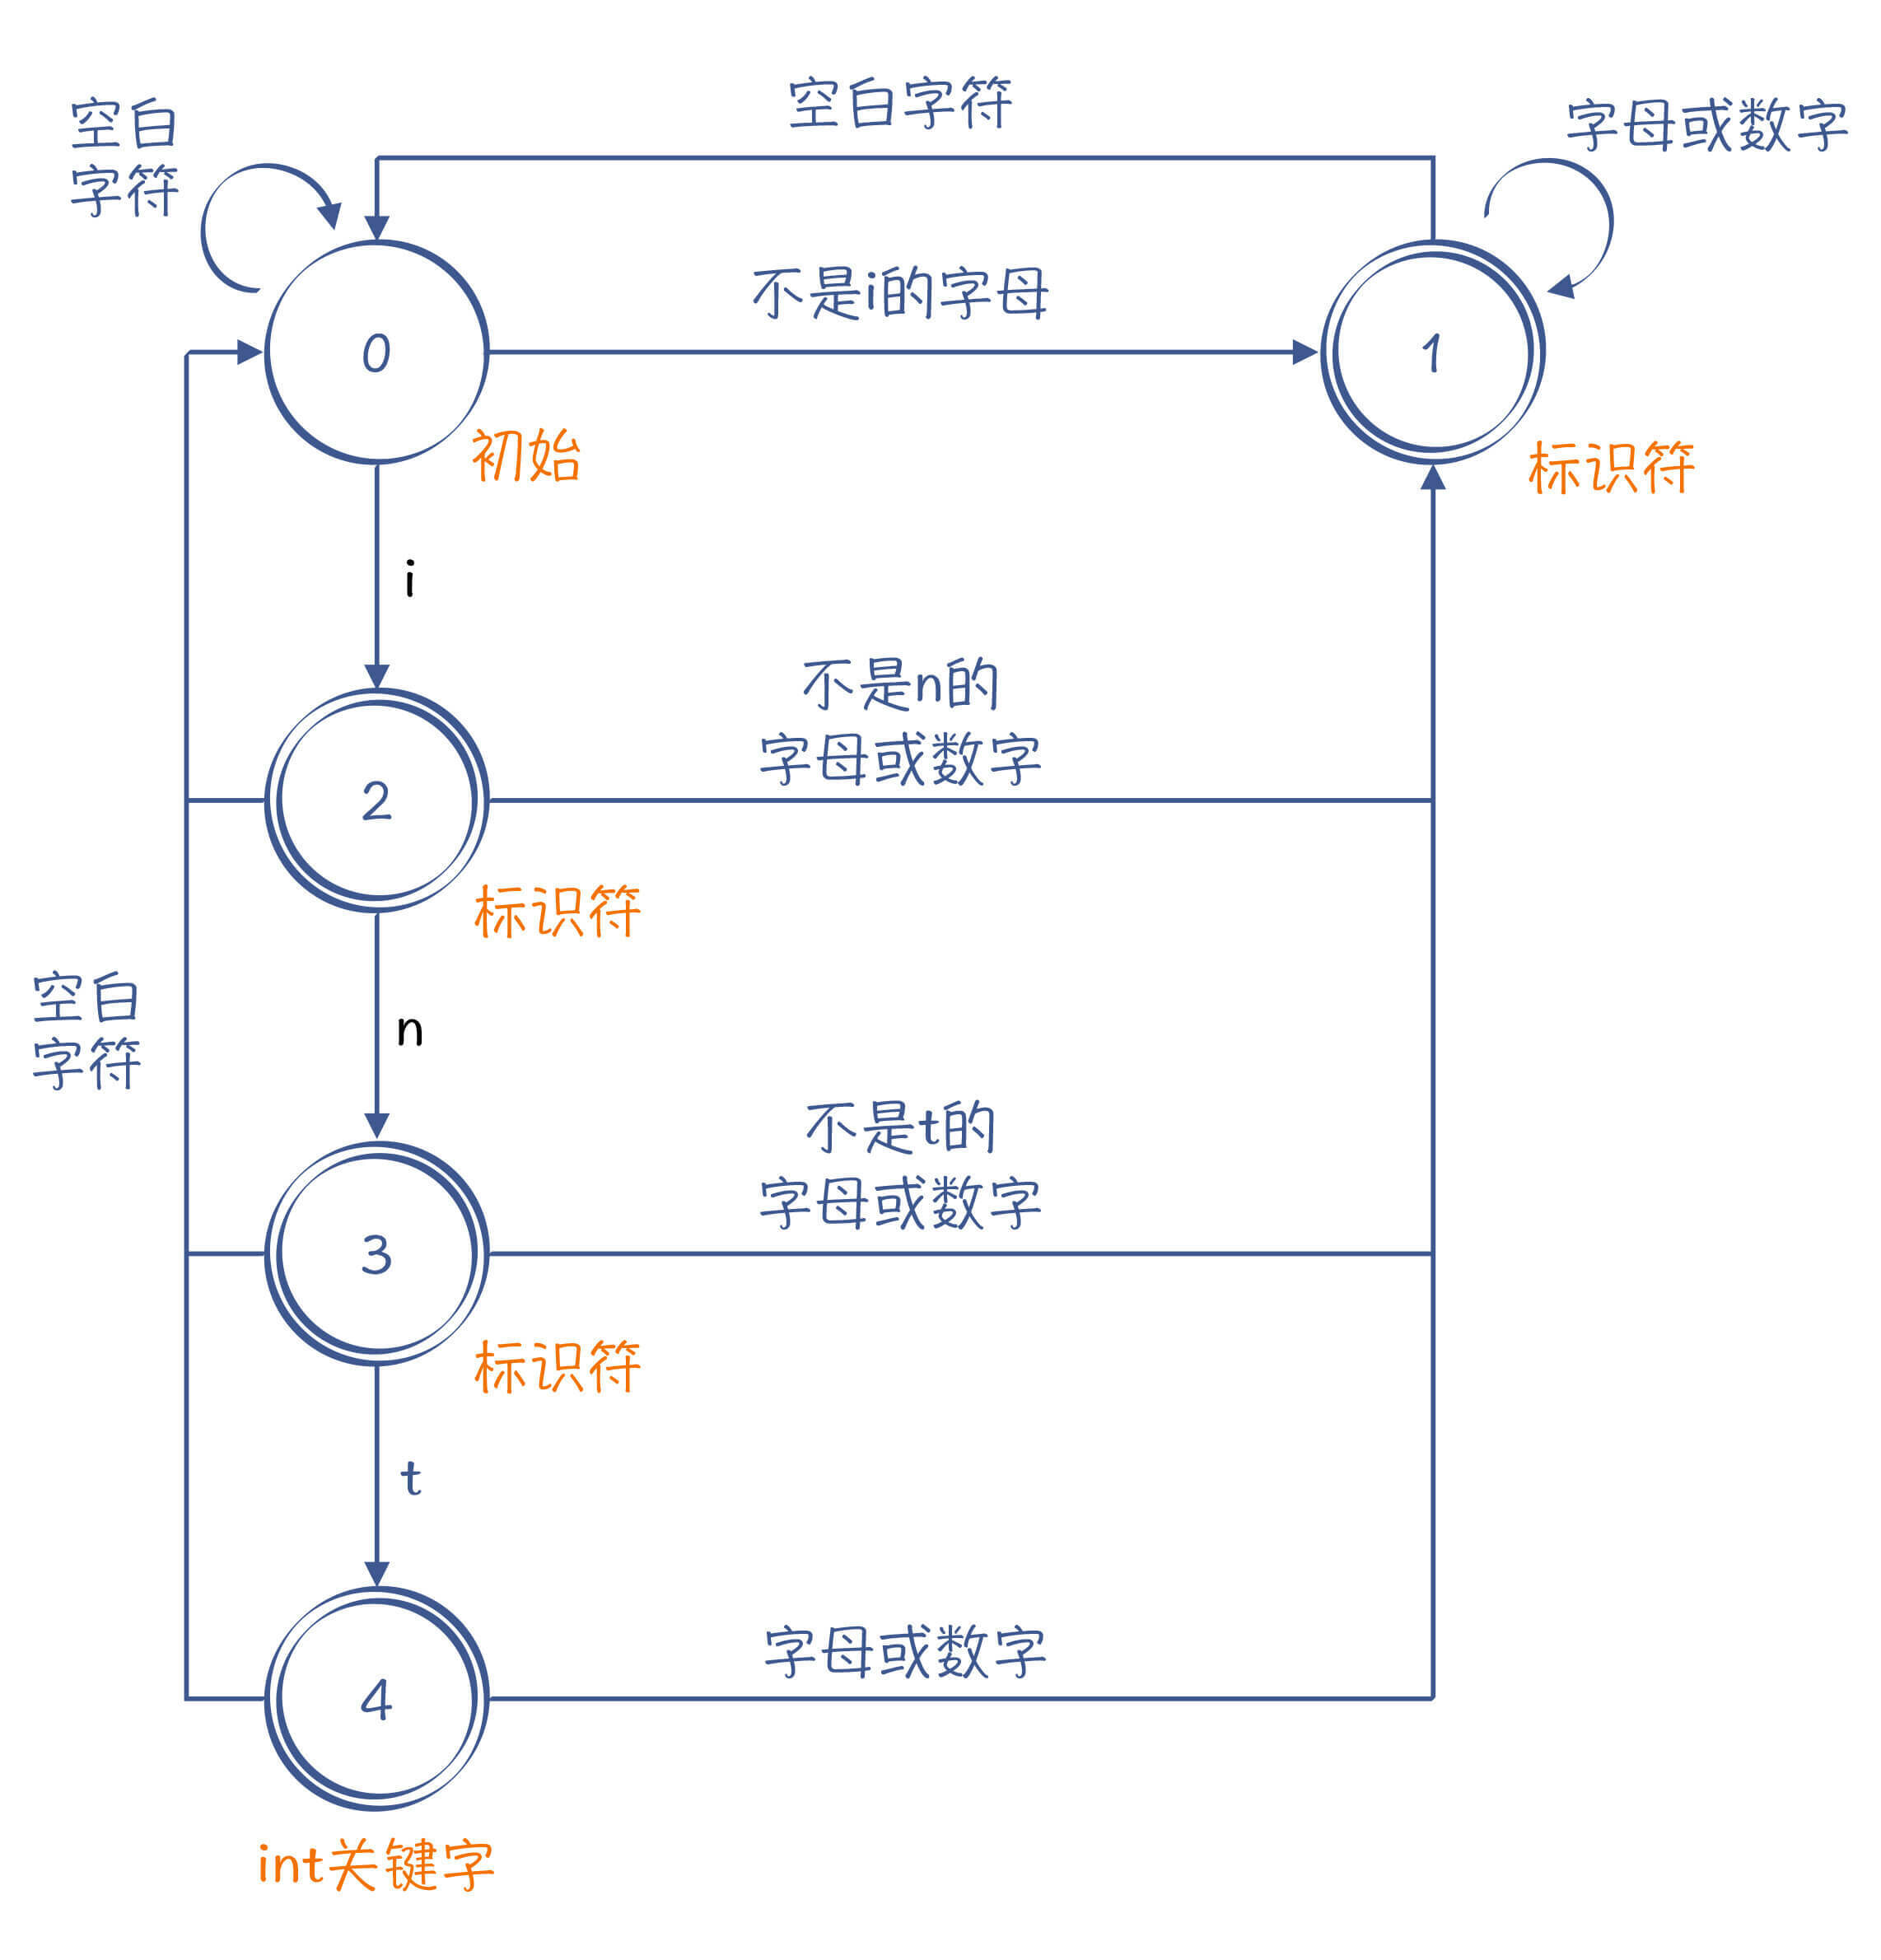 空白字符
空白
字符
字母或数字
不是i的字母
0
1
初始
标识符
i
不是n的
字母或数字
2
标识符
空白
字符
n
不是t的
字母或数字
3
标识符
t
字母或数字
4
int关键字